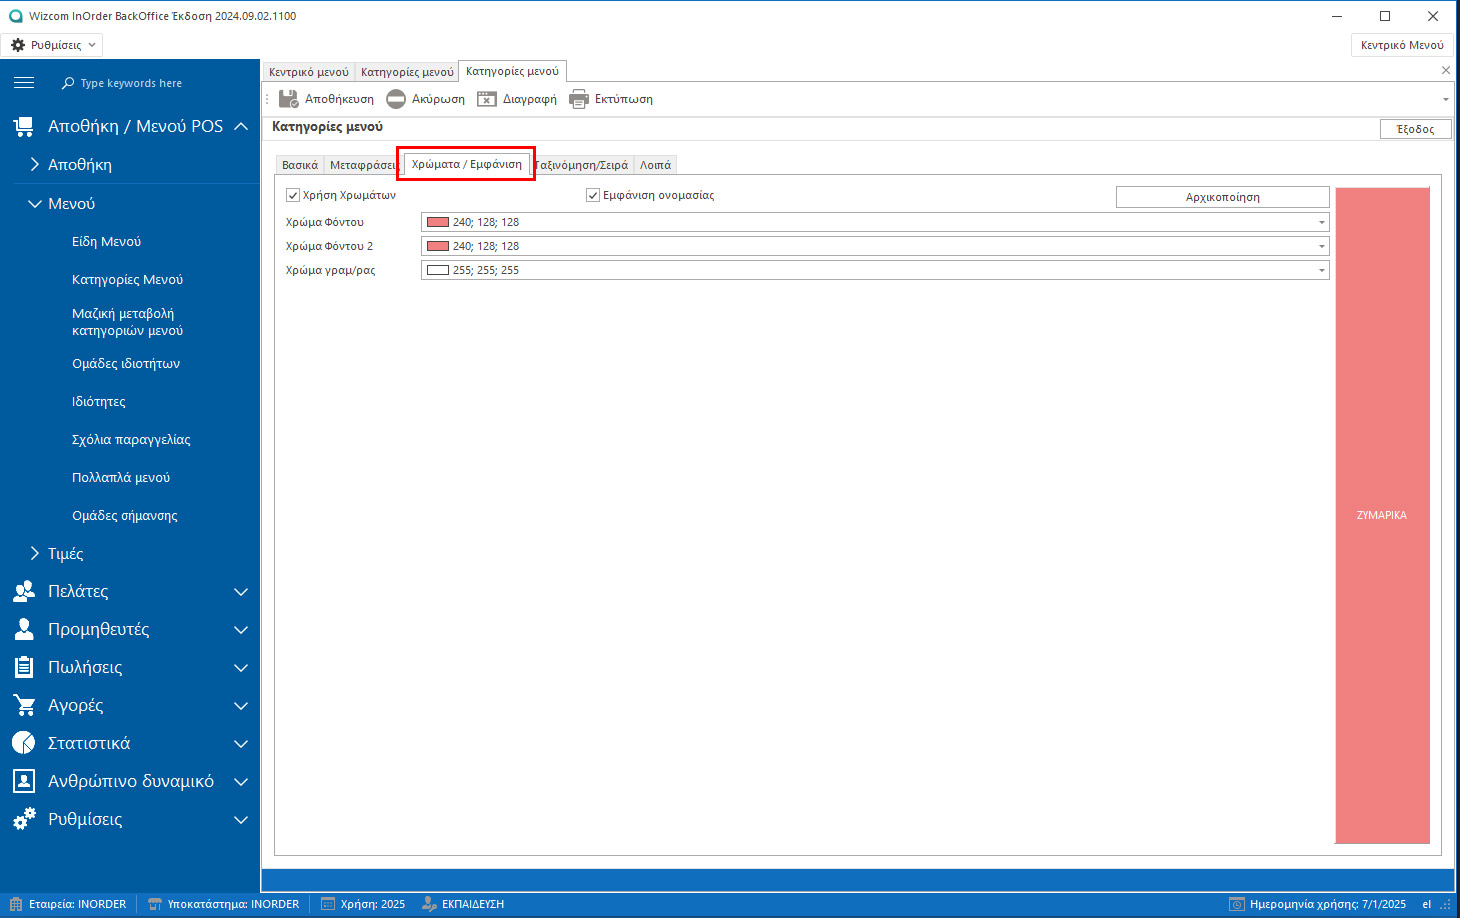 Wizcom InOrder BackOffice Έκδοση 2024.09.02.1100
Ρυθμίσεις
Κεντρικό Μενού
Type keywords here
Αποθήκη / Μενού POS
Αποθήκη
Μενού
Είδη Μενού
Κατηγορίες Μενού
Μαζική μεταβολή
κατηγοριών μενού
Ομάδες ιδιοτήτων
Ιδιότητες
Σχόλια παραγγελίας
Πολλαπλά μενού
Ομάδες σήμανσης
Τιμές
Πελάτες
Προμηθευτές
Πωλήσεις
Αγορές
Στατιστικά
Ανθρώπινο δυναμικό
Ρυθμίσεις
Κεντρικό μενού Κατηγορίες μενού Κατηγορίες μενού
Αποθήκευση Ακύρωση Διαγραφή Εκτύπωση
Κατηγορίες μενού
Έξοδος
Βασικά Μεταφράσεις Χρώματα / Εμφάνιση Ταξινόμηση/Σειρά Λοιπά
Χρήση Χρωμάτων Εμφάνιση ονομασίας Αρχικοποίηση
Χρώμα Φόντου 240; 128; 128
Χρώμα Φόντου 2 240; 128; 128
Χρώμα γραμ/ρας 255; 255; 255
ΖΥΜΑΡΙΚΑ
Εταιρεία: INORDER Υποκατάστημα: INORDER Χρήση: 2025 ΕΚΠΑΙΔΕΥΣΗ Ημερομηνία χρήσης: 7/1/2025 el